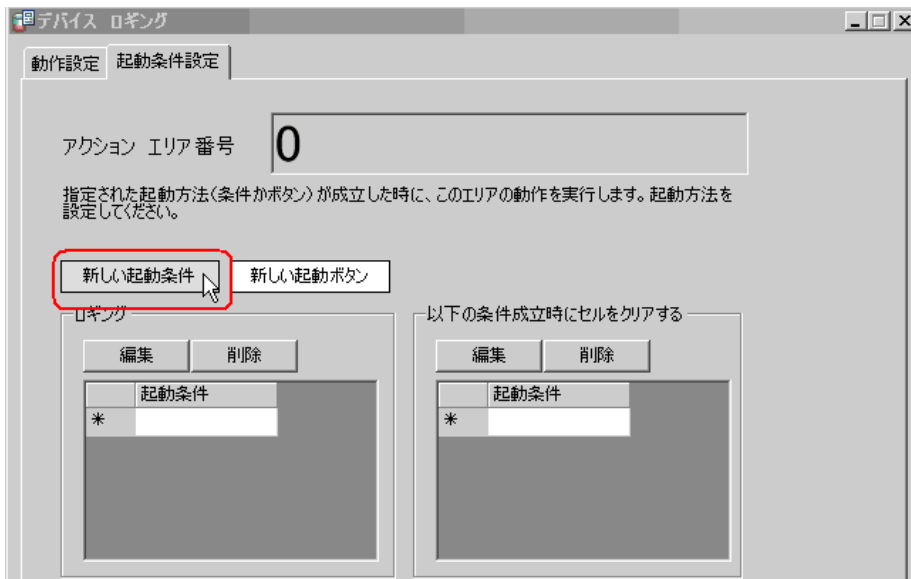 デバイス ロギング
動作設定 起動条件設定
アクション エリア番号 0
指定された起動方法(条件かボタン)が成立した時に、このエリアの動作を実行します。起動方法を
設定してください。
新しい起動条件 新しい起動ボタン
ロギング 以下の条件成立時にセルをクリアする
編集 削除 編集 削除
起動条件 起動条件
* *